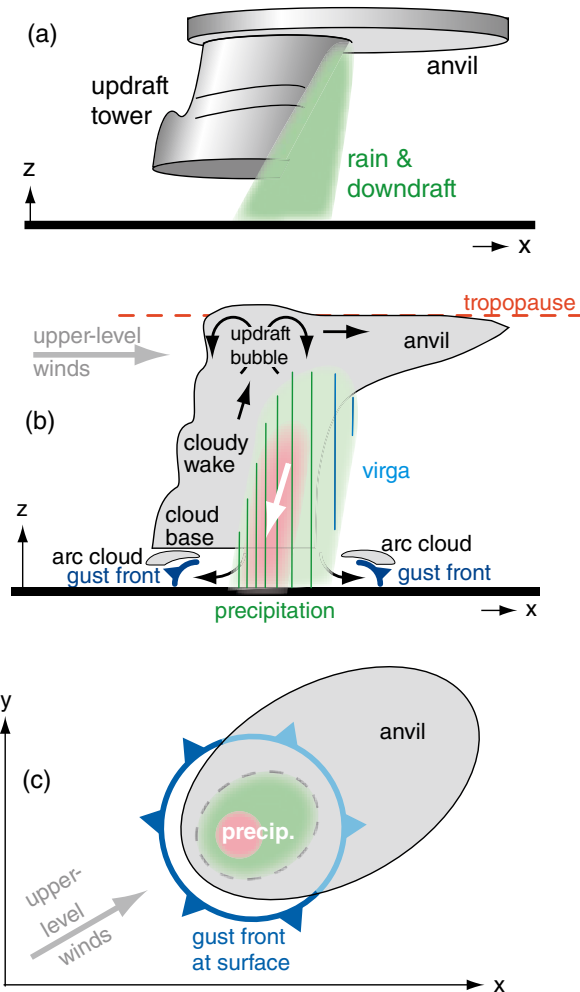 (a)
anvil
updraft
tower
rain &
downdraft
z
x
tropopause
upper-level
winds
updraft
bubble
anvil
(b)
cloudy
wake
virga
z
cloud
base
arc cloud
arc cloud
gust front
gust front
precipitation
x
y
anvil
(c)
precip.
upper-
level
winds
gust front
at surface
x